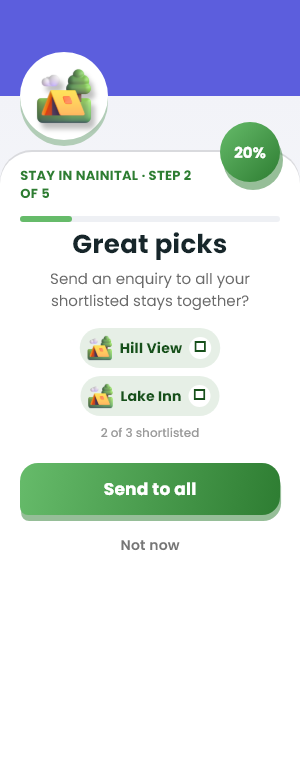 20%
STAY IN NAINITAL · STEP 2
OF 5
Great picks
Send an enquiry to all your
shortlisted stays together?
Hill View
Lake Inn
2 of 3 shortlisted
Send to all
Not now